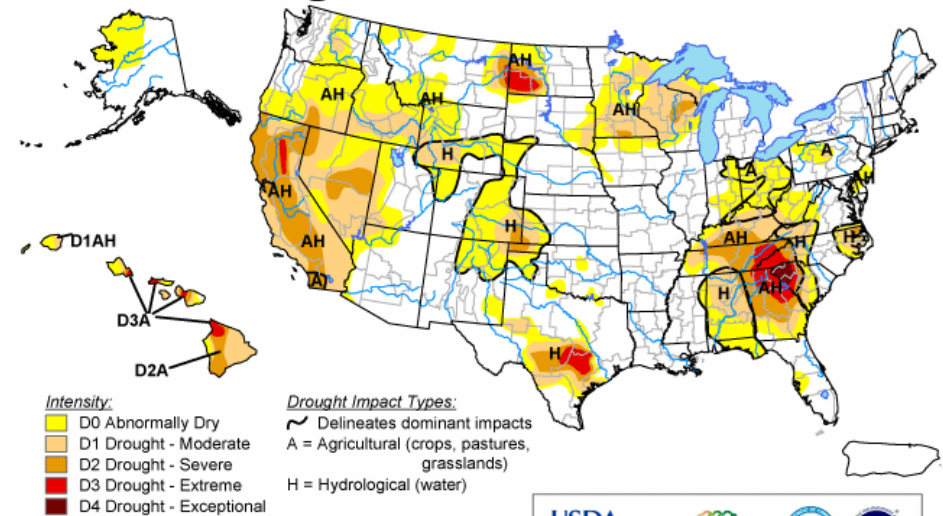 AH
AH
AH
AH
H
A
A
AH
AH
H
AH
AH
H
AH
A
H
AH
H
D1AH
D3A
D2A
Intensity:
D0 Abnormally Dry
D1 Drought - Moderate
D2 Drought - Severe
D3 Drought - Extreme
D4 Drought - Exceptional
Drought Impact Types:
Delineates dominant impacts
A = Agricultural (crops, pastures,
grasslands)
H = Hydrological (water)
USDA